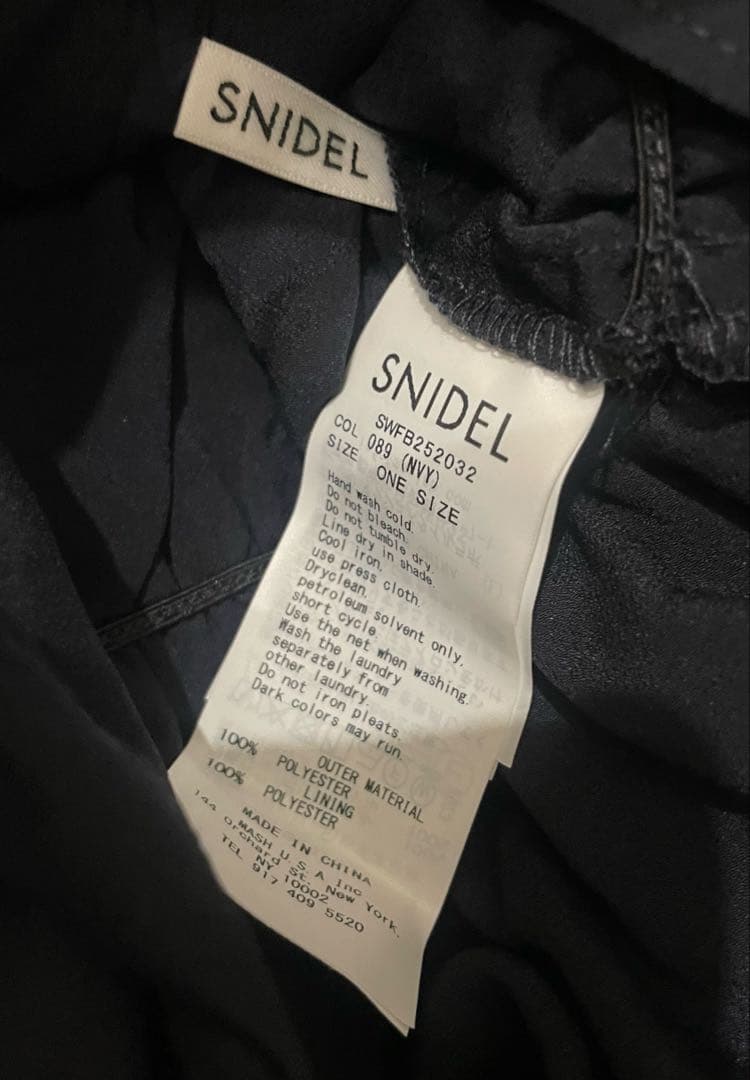 SNIDEL
SNIDEL
SWFB252032
COL 089 (NVY)
SIZE ONE SIZE
Hand wash cold.
Do not bleach.
Do not tumble dry.
Line dry in shade.
Cool iron.
use press cloth.
Dryclean.
petroleum solvent only.
short cycle.
Use the net when washing.
Wash the laundry
separately from
other laundry.
Do not iron pleats.
Dark colors may run.
OUTER MATERIAL
100% POLYESTER
LINING
100% POLYESTER
MADE IN CHINA
MASH U.S.A Inc
144 Orchard St. New York.
NY 10002
TEL 917 409 5520